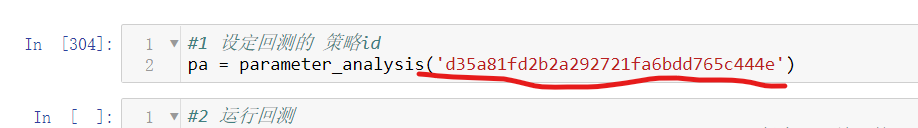 In [304]:
1 #1 设定回测的 策略id
2 pa = parameter_analysis('d35a81fd2b2a292721fa6bdd765c444e')
In [ ]:
1 #2 运行回测